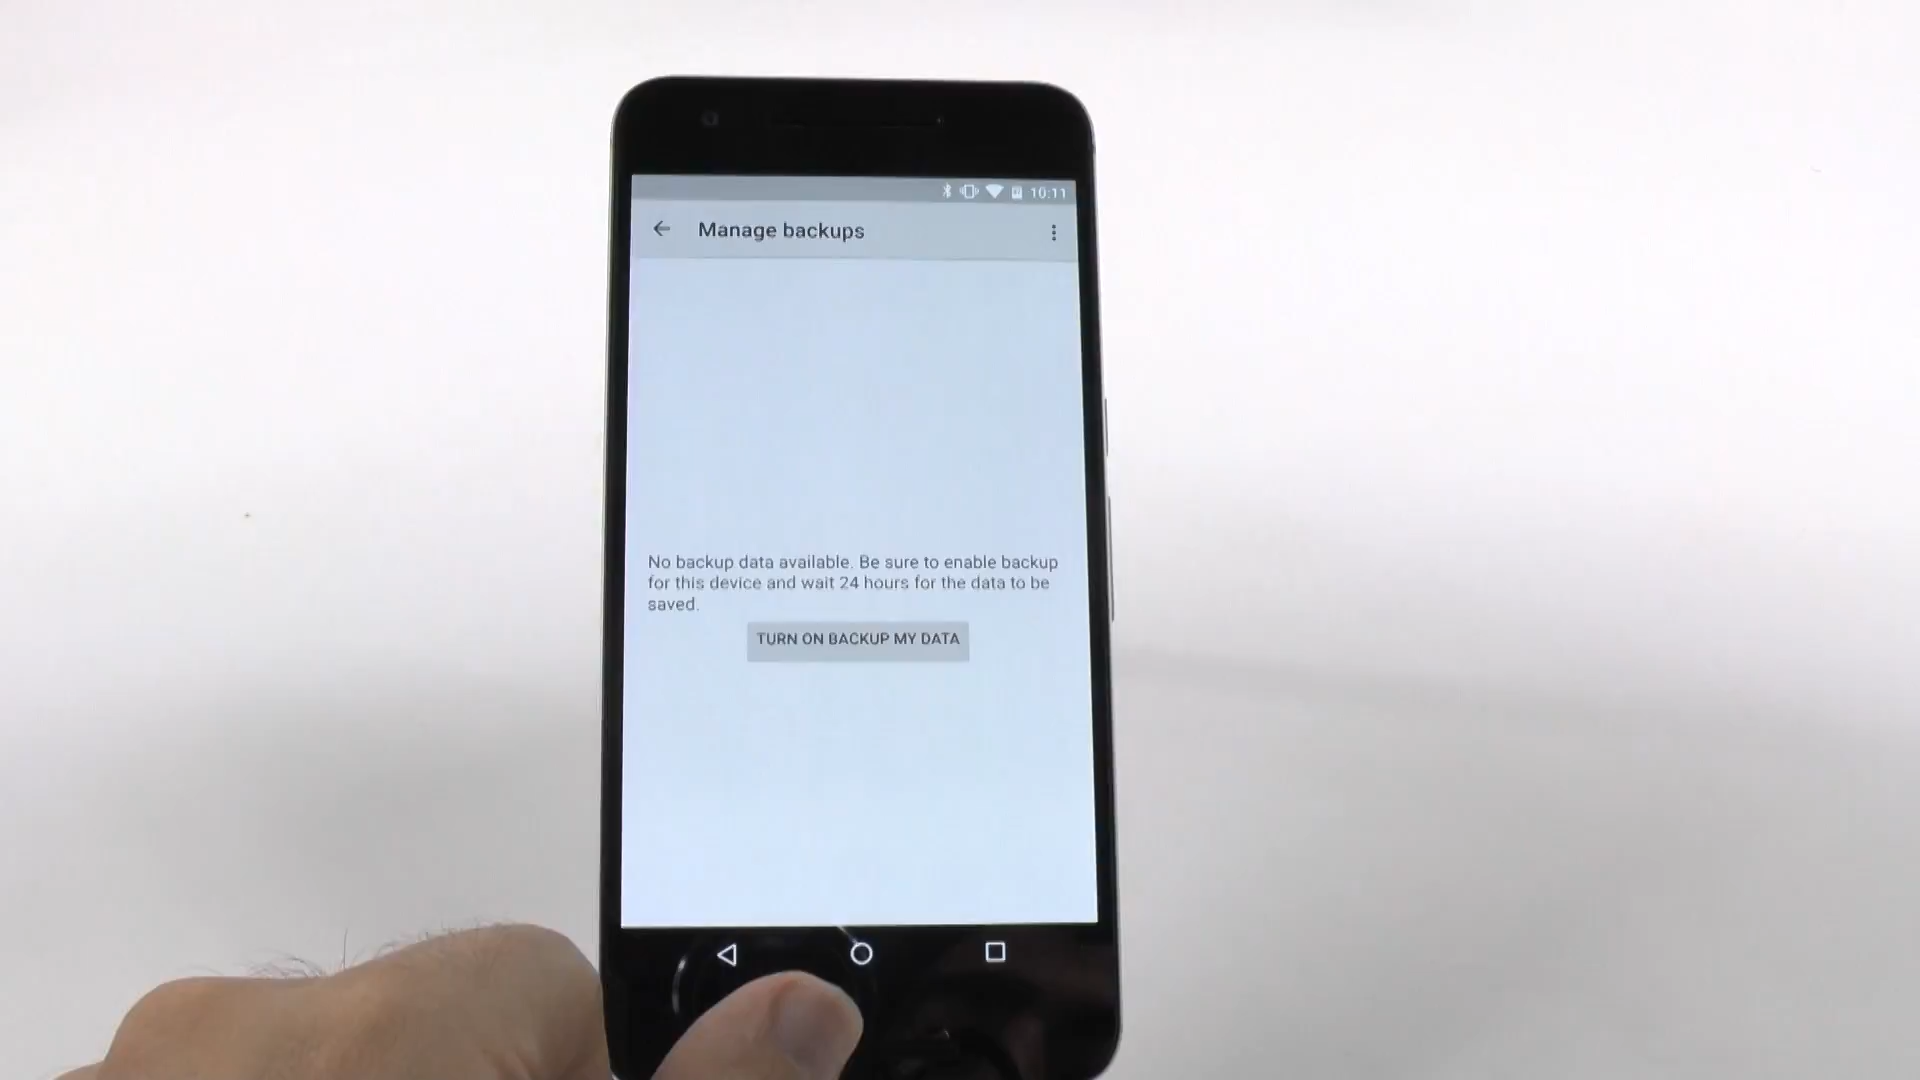 10:11
Manage backups
No backup data available. Be sure to enable backup
for this device and wait 24 hours for the data to be
saved.
TURN ON BACKUP MY DATA